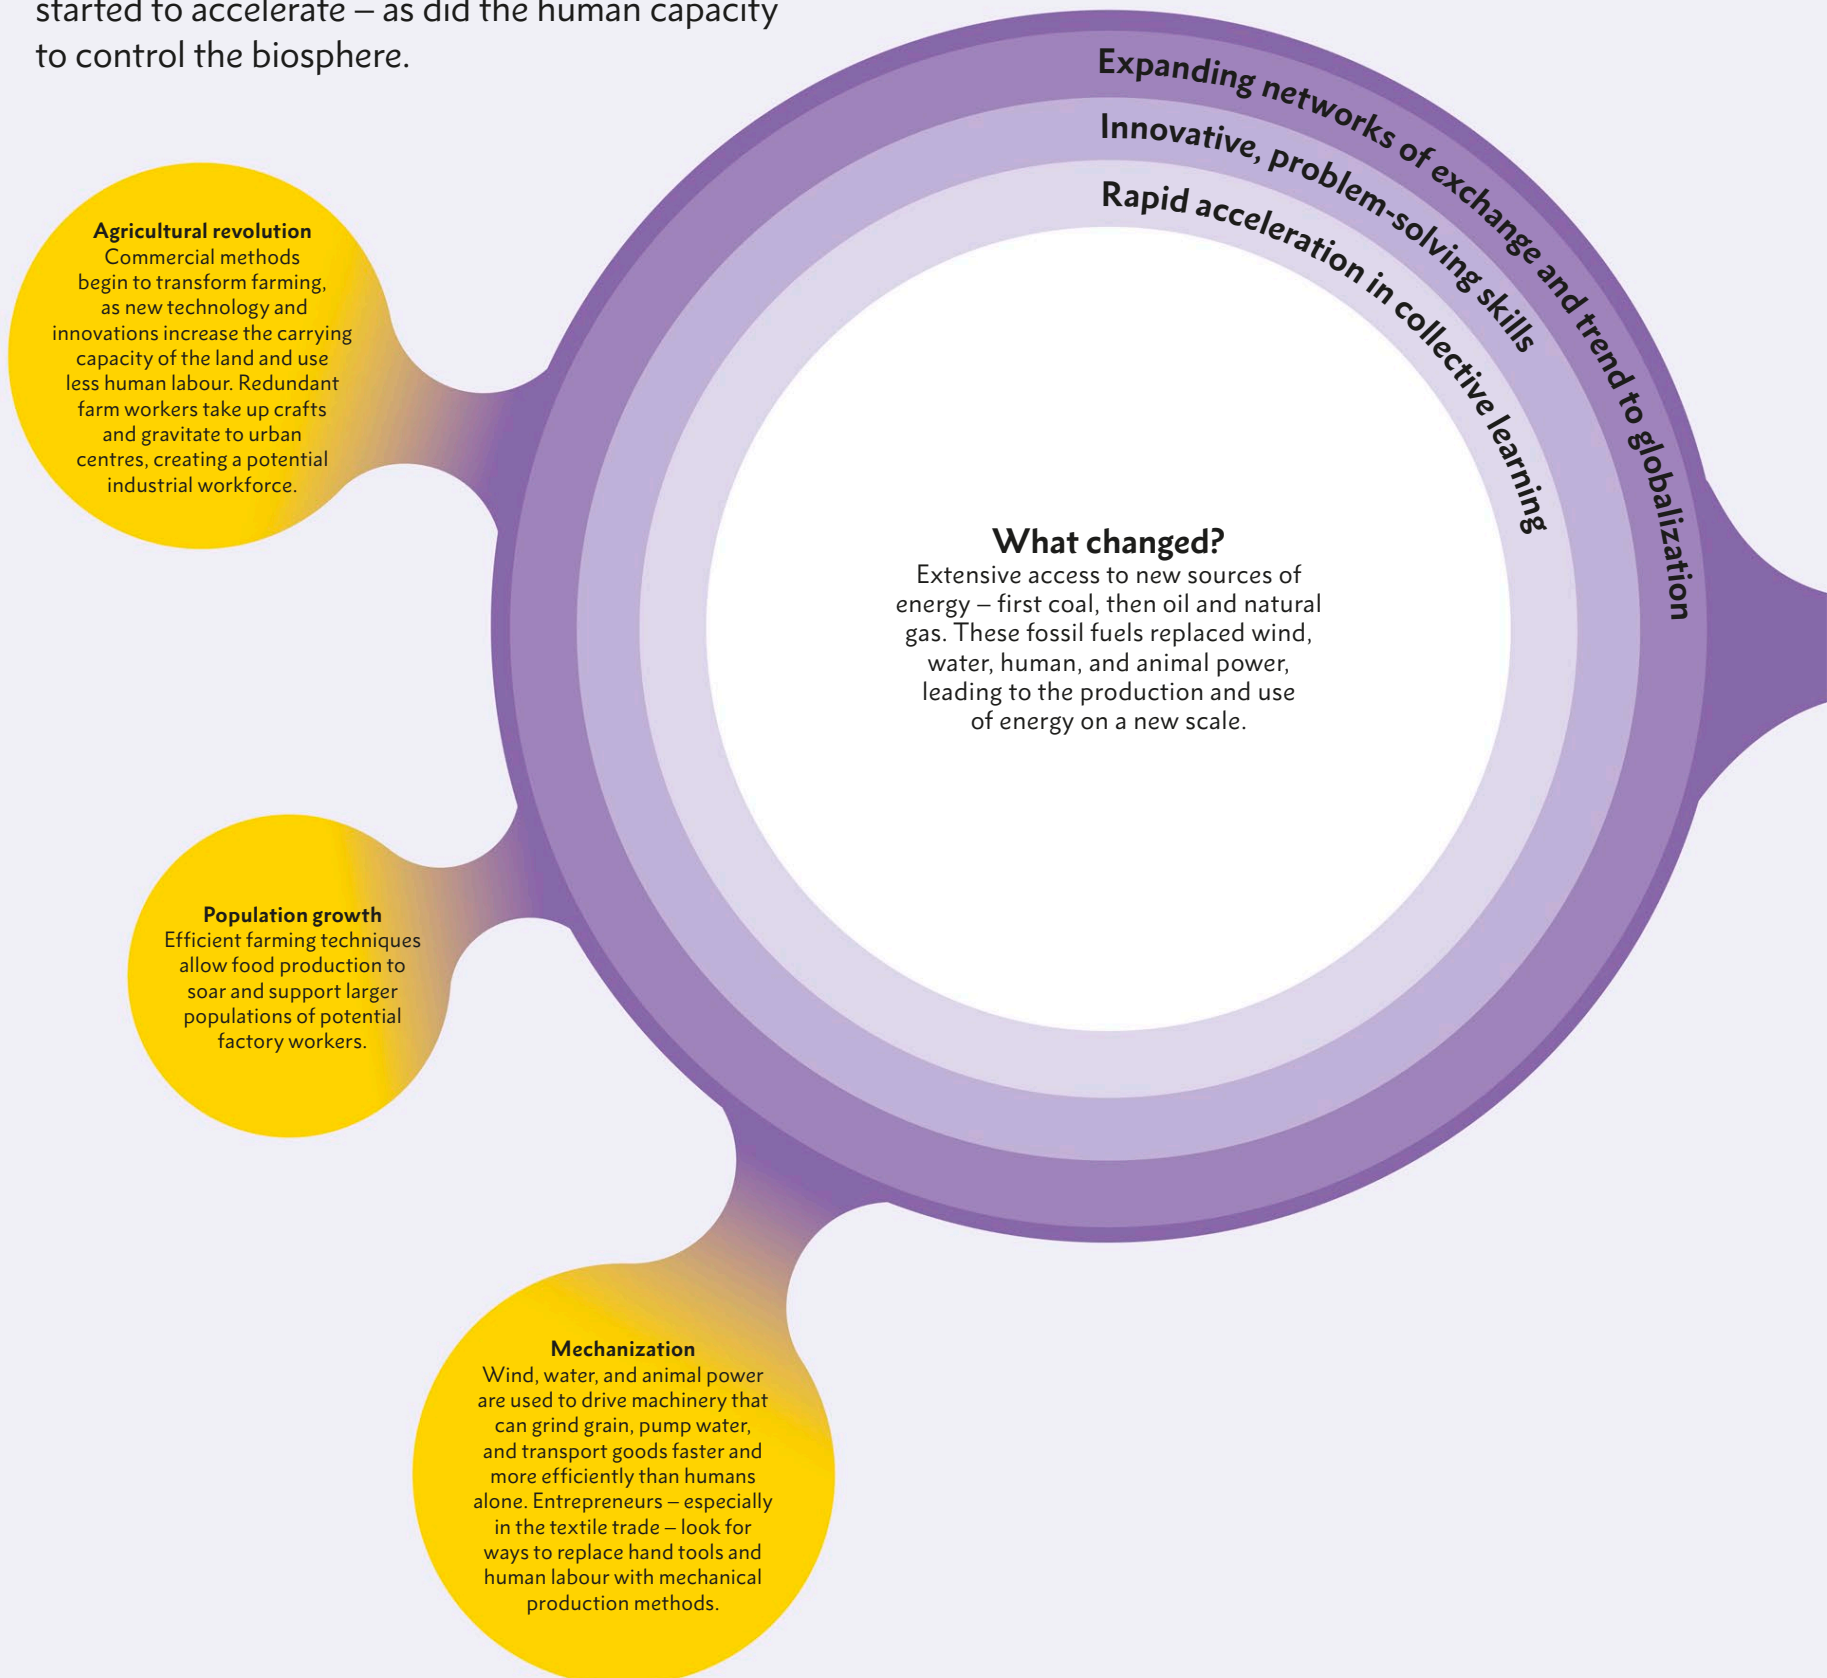 started to accelerate – as did the human capacity
to control the biosphere.
Expanding networks of exchange and trend to globalization
Innovative, problem-solving skills
Rapid acceleration in collective learning
Agricultural revolution
Commercial methods
begin to transform farming,
as new technology and
innovations increase the carrying
capacity of the land and use
less human labour. Redundant
farm workers take up crafts
and gravitate to urban
centres, creating a potential
industrial workforce.
What changed?
Extensive access to new sources of
energy – first coal, then oil and natural
gas. These fossil fuels replaced wind,
water, human, and animal power,
leading to the production and use
of energy on a new scale.
Population growth
Efficient farming techniques
allow food production to
soar and support larger
populations of potential
factory workers.
Mechanization
Wind, water, and animal power
are used to drive machinery that
can grind grain, pump water,
and transport goods faster and
more efficiently than humans
alone. Entrepreneurs – especially
in the textile trade – look for
ways to replace hand tools and
human labour with mechanical
production methods.